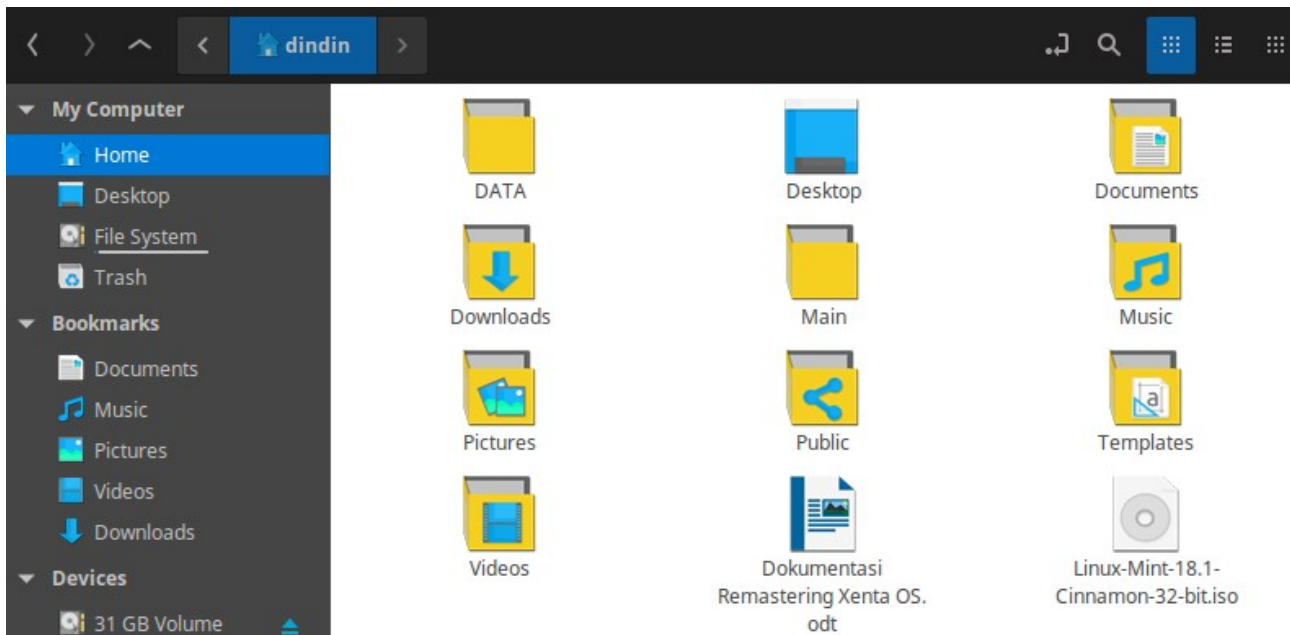 dindin
My Computer
Home
Desktop
File System
Trash
Bookmarks
Documents
Music
Pictures
Videos
Downloads
Devices
31 GB Volume
DATA
Desktop
Documents
Downloads
Main
Music
Pictures
Public
Templates
Videos
Dokumentasi
Remastering Xenta OS.
odt
Linux-Mint-18.1-
Cinnamon-32-bit.iso